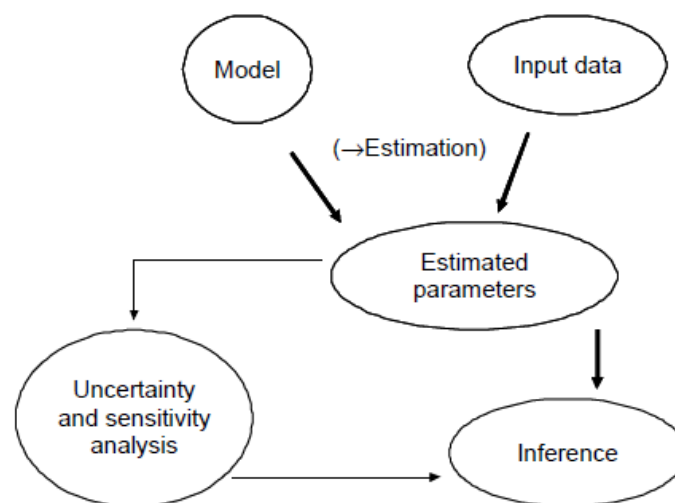 Model
Input data
(→Estimation)
Estimated
parameters
Uncertainty
and sensitivity
analysis
Inference